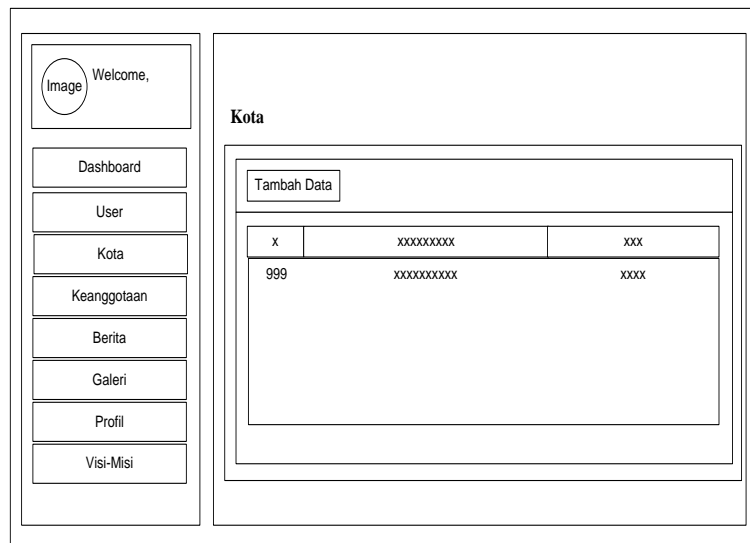 Image
Welcome,
Dashboard
User
Kota
Keanggotaan
Berita
Galeri
Profil
Visi-Misi
Kota
Tambah Data
x xxxxxxxxx xxx
999 xxxxxxxxxx xxxx